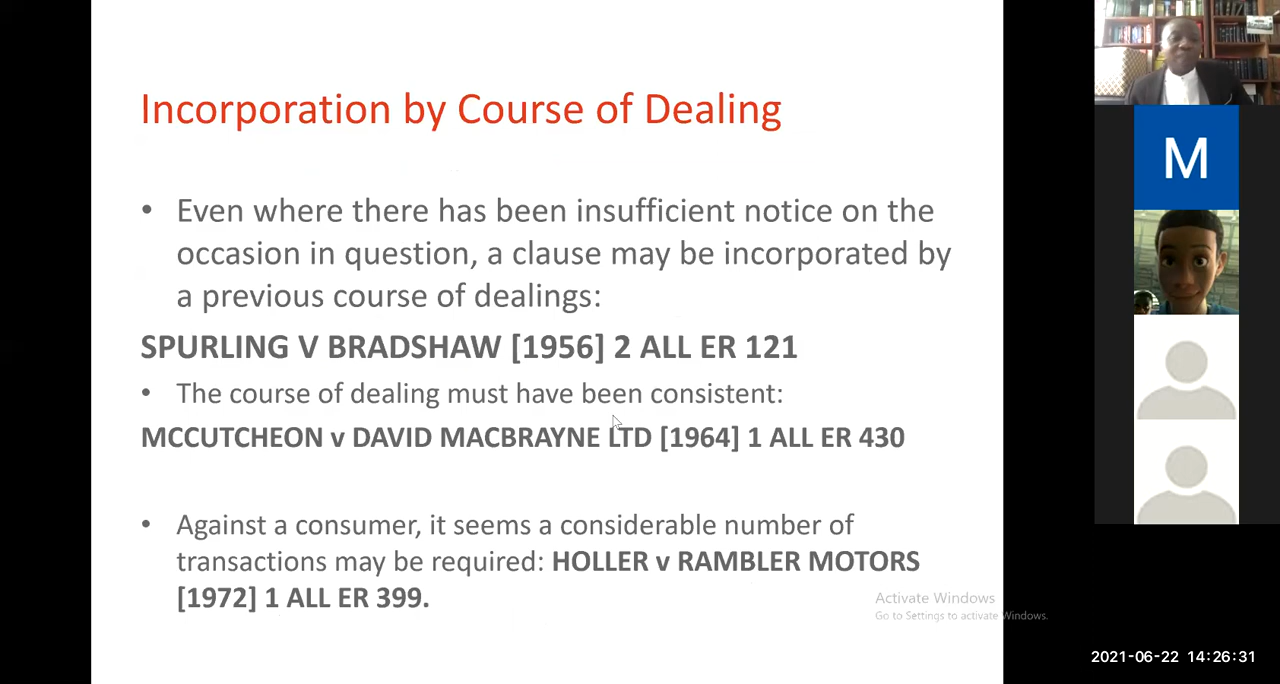 Incorporation by Course of Dealing
• Even where there has been insufficient notice on the
occasion in question, a clause may be incorporated by
a previous course of dealings:
SPURLING V BRADSHAW [1956] 2 ALL ER 121
• The course of dealing must have been consistent:
MCCUTCHEON v DAVID MACBRAYNE LTD [1964] 1 ALL ER 430
• Against a consumer, it seems a considerable number of
transactions may be required: HOLLER v RAMBLER MOTORS
[1972] 1 ALL ER 399.
Activate Windows
Go to Settings to activate Windows.
M
2021-06-22 14:26:31